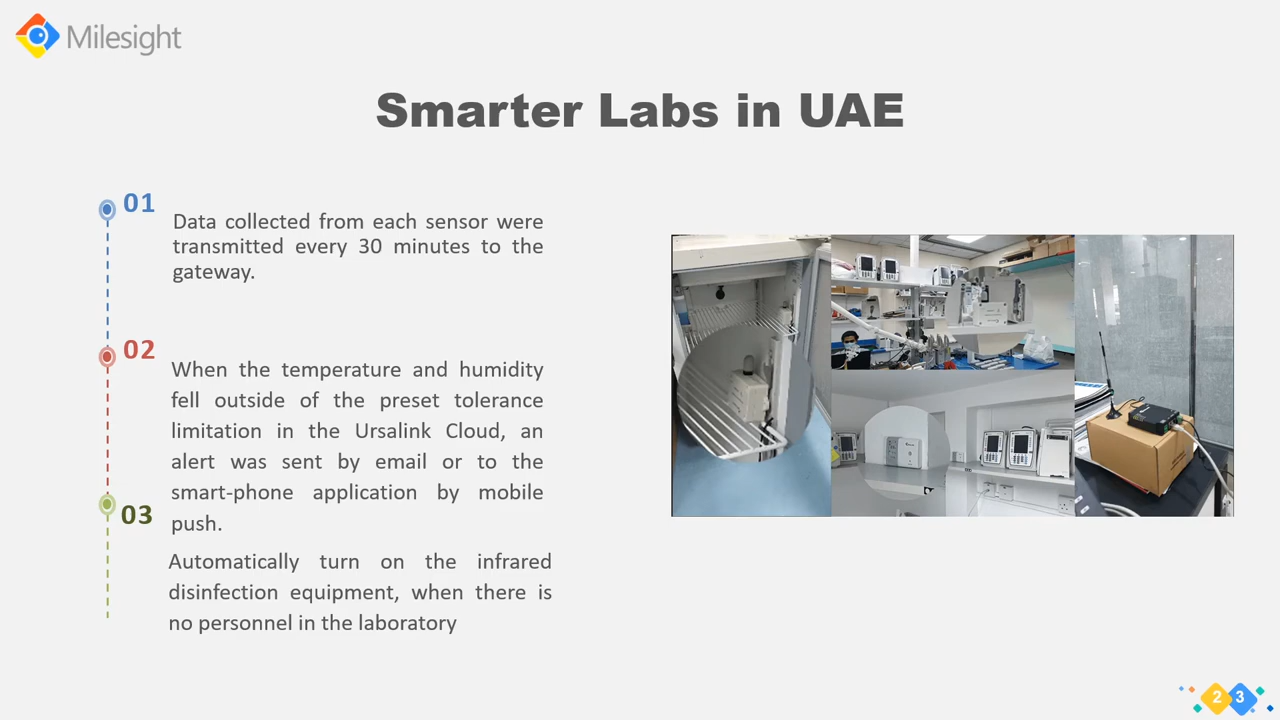 Milesight
Smarter Labs in UAE
01
Data collected from each sensor were
transmitted every 30 minutes to the
gateway.
02
When the temperature and humidity
fell outside of the preset tolerance
limitation in the Ursalink Cloud, an
alert was sent by email or to the
smart-phone application by mobile
push.
03
Automatically turn on the infrared
disinfection equipment, when there is
no personnel in the laboratory
2 3